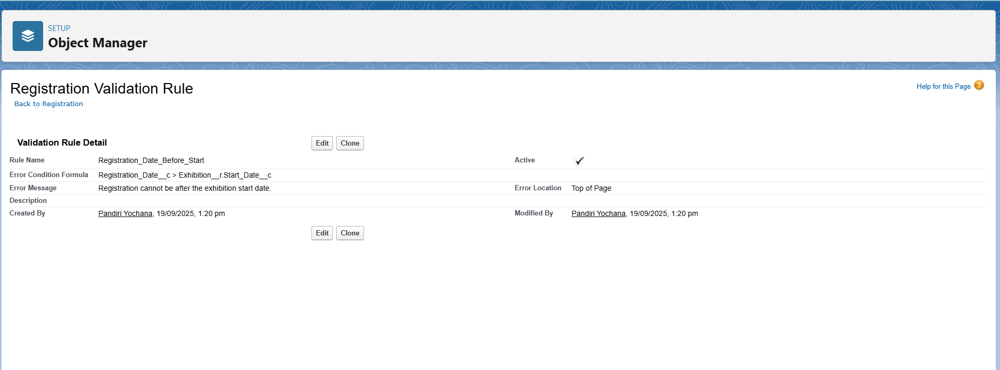 SETUP
Object Manager
Registration Validation Rule
Help for this Page ?
Back to Registration
Validation Rule Detail Edit Clone
Rule Name Registration_Date_Before_Start Active
Error Condition Formula Registration_Date__c > Exhibition__r.Start_Date__c
Error Message Registration cannot be after the exhibition start date. Error Location Top of Page
Description
Created By Pandiri Yochana, 19/09/2025, 1:20 pm Modified By Pandiri Yochana, 19/09/2025, 1:20 pm
Edit Clone